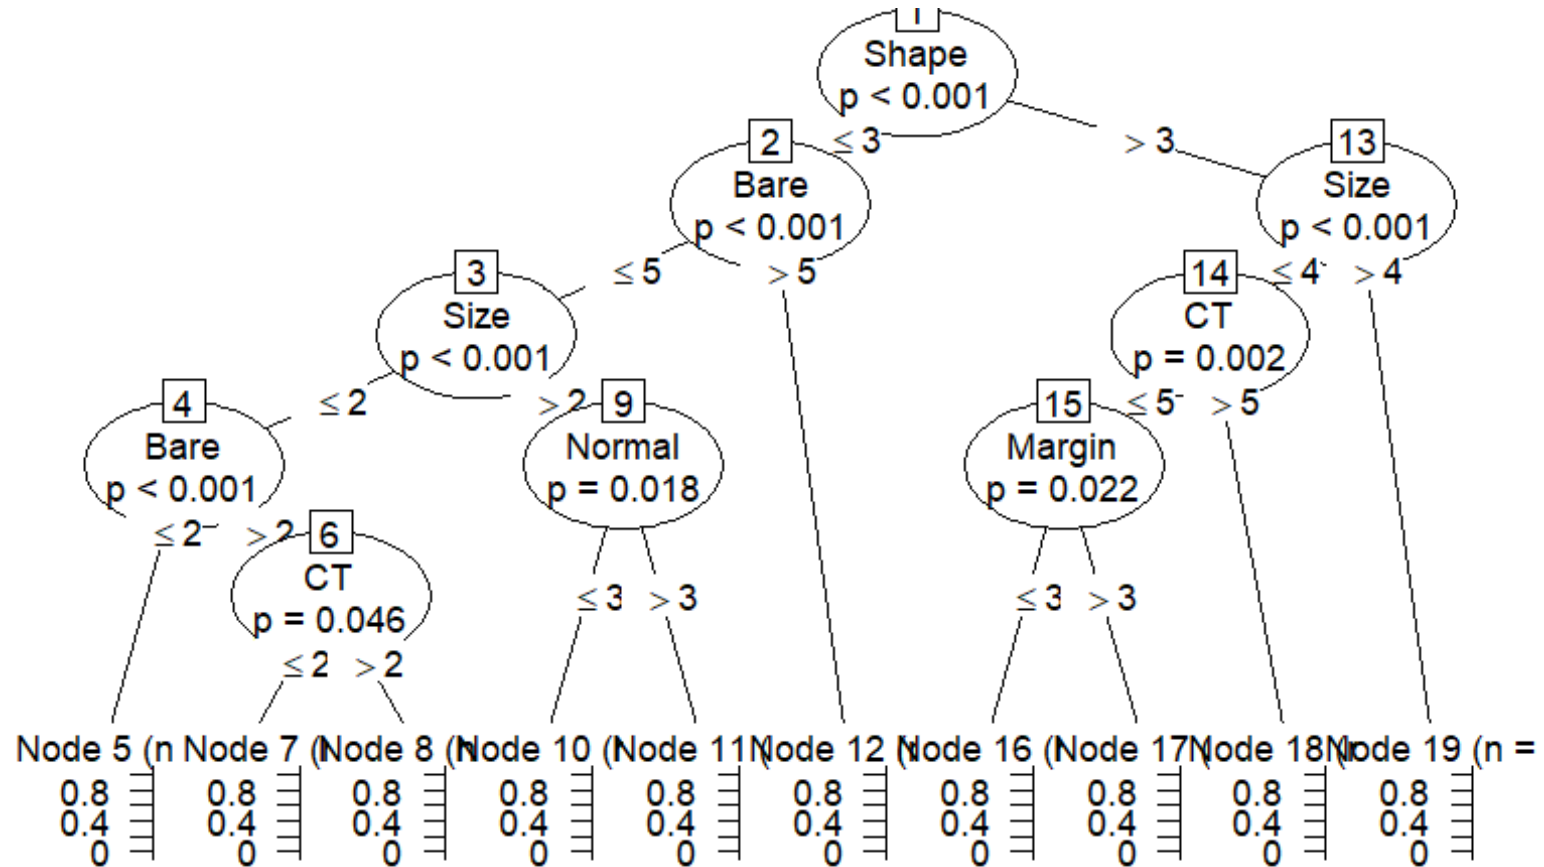 1
Shape
p < 0.001
≤ 3
> 3
2
Bare
p < 0.001
13
Size
p < 0.001
≤ 5
> 5
≤ 4
> 4
3
Size
p < 0.001
14
CT
p = 0.002
≤ 2
> 2
≤ 5
> 5
4
Bare
p < 0.001
9
Normal
p = 0.018
15
Margin
p = 0.022
≤ 2
> 2
6
CT
p = 0.046
≤ 3
> 3
≤ 3
> 3
≤ 2
> 2
Node 5 (n
Node 7 (
Node 8 (n
Node 10 (
Node 11 (
Node 12 (
Node 16 (
Node 17 (
Node 18 (
Node 19 (n =
0.8 0.8 0.8 0.8 0.8 0.8 0.8 0.8 0.8 0.8
0.4 0.4 0.4 0.4 0.4 0.4 0.4 0.4 0.4 0.4
0 0 0 0 0 0 0 0 0 0